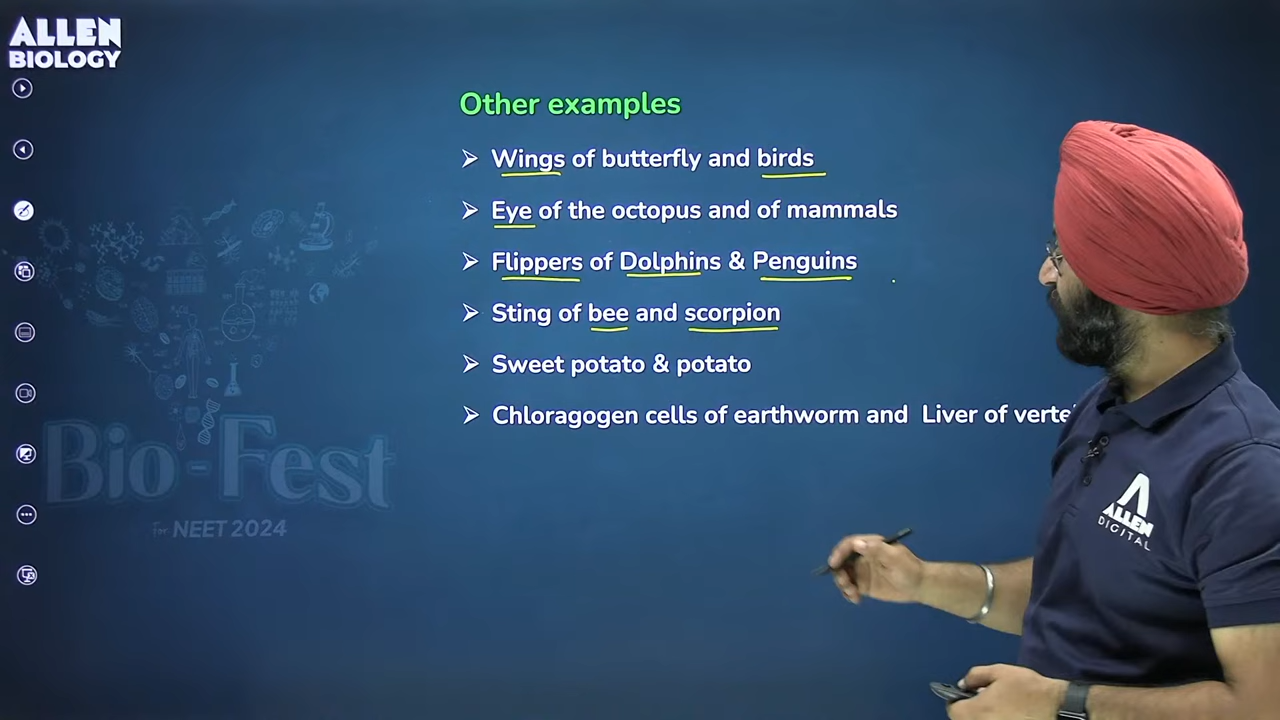 ALLEN
BIOLOGY
Other examples
➢ Wings of butterfly and birds
➢ Eye of the octopus and of mammals
➢ Flippers of Dolphins & Penguins
➢ Sting of bee and scorpion
➢ Sweet potato & potato
➢ Chloragogen cells of earthworm and Liver of
Bio-Fest
For NEET 2024
ALLEN
DIGITAL